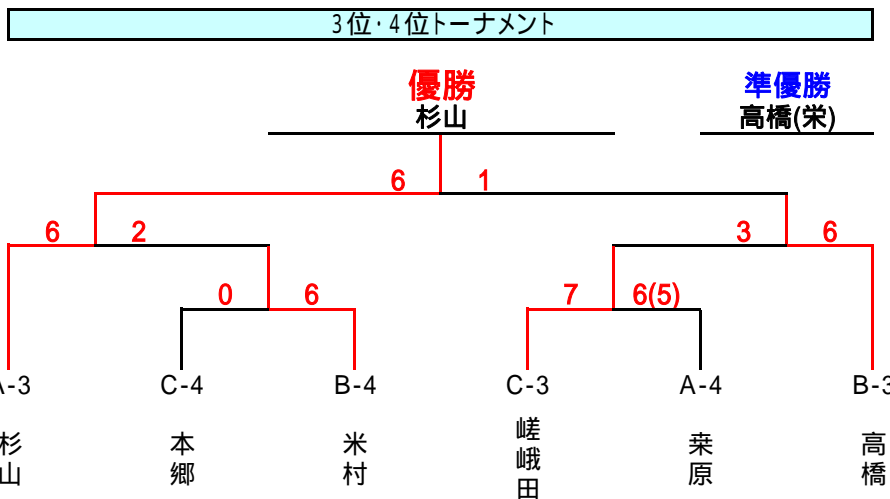 3位・4位トーナメント
優勝 準優勝
杉山 高橋(栄)
6 1
6 2 3 6
0 6 7 6(5)
A-3 C-4 B-4 C-3 A-4 B-3
杉山 本郷 米村 嵯峨田 桒原 高橋